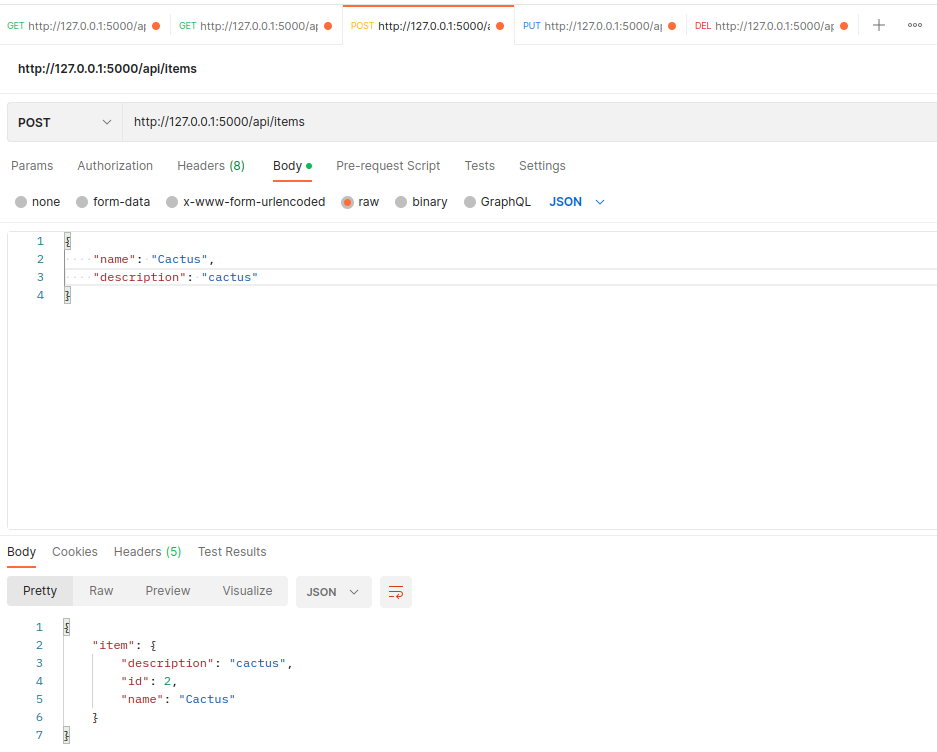 GET http://127.0.0.1:5000/ap GET http://127.0.0.1:5000/ap POST http://127.0.0.1:5000/a PUT http://127.0.0.1:5000/ap DEL http://127.0.0.1:5000/ap
http://127.0.0.1:5000/api/items
POST http://127.0.0.1:5000/api/items
Params Authorization Headers (8) Body Pre-request Script Tests Settings
none form-data x-www-form-urlencoded raw binary GraphQL JSON
1 {
2 "name": "Cactus",
3 "description": "cactus"
4 }
Body Cookies Headers (5) Test Results
Pretty Raw Preview Visualize JSON
1 {
2 "item": {
3 "description": "cactus",
4 "id": 2,
5 "name": "Cactus"
6 }
7 }